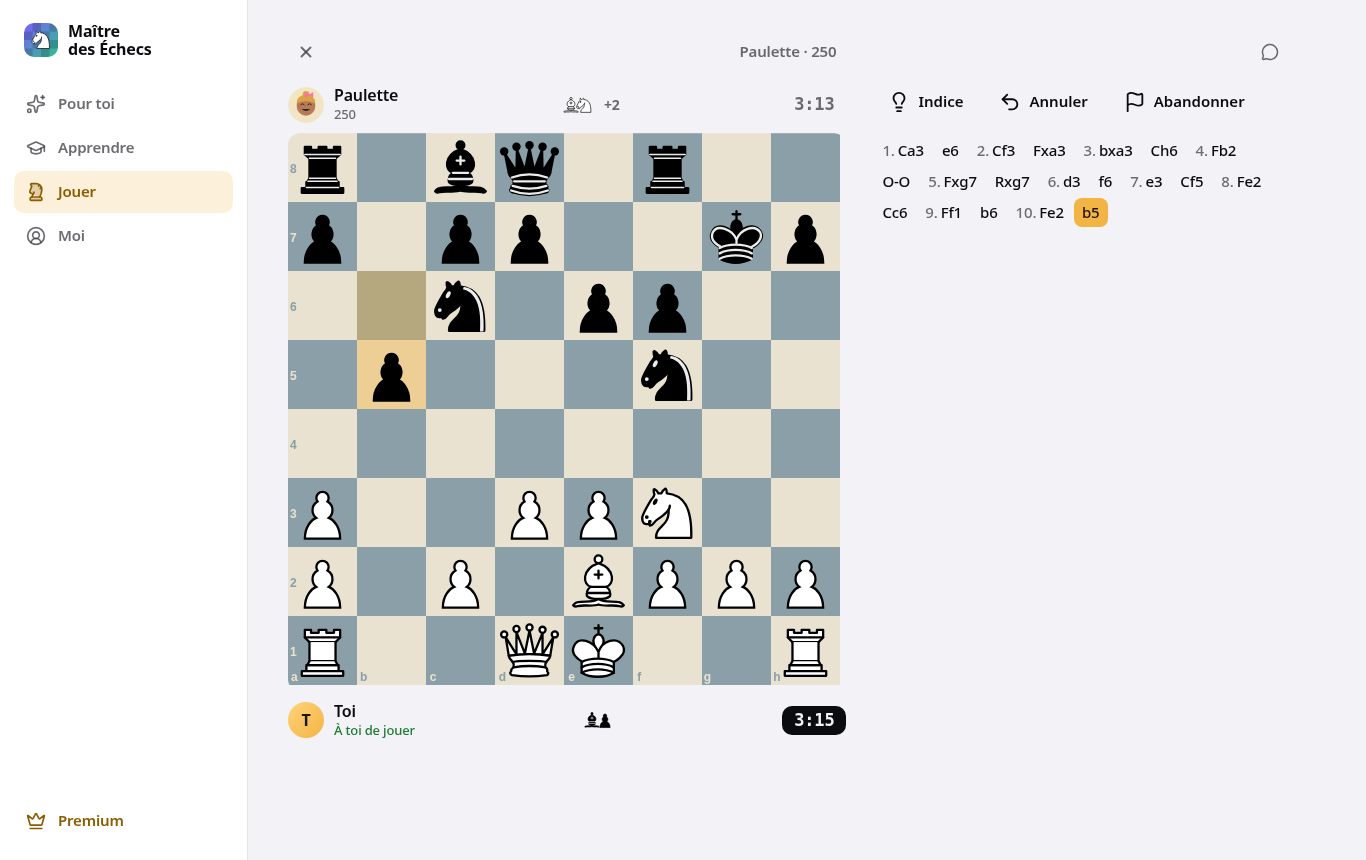 Maître
des Échecs
Pour toi
Apprendre
Jouer
Moi
Premium
Paulette · 250
Paulette
250
+2
3:13
8
7
6
5
4
3
2
1
a b c d e f g h
T
Toi
À toi de jouer
3:15
Indice Annuler Abandonner
1. Ca3 e6 2. Cf3 Fxa3 3. bxa3 Ch6 4. Fb2
O-O 5. Fxg7 Rxg7 6. d3 f6 7. e3 Cf5 8. Fe2
Cc6 9. Ff1 b6 10. Fe2 b5